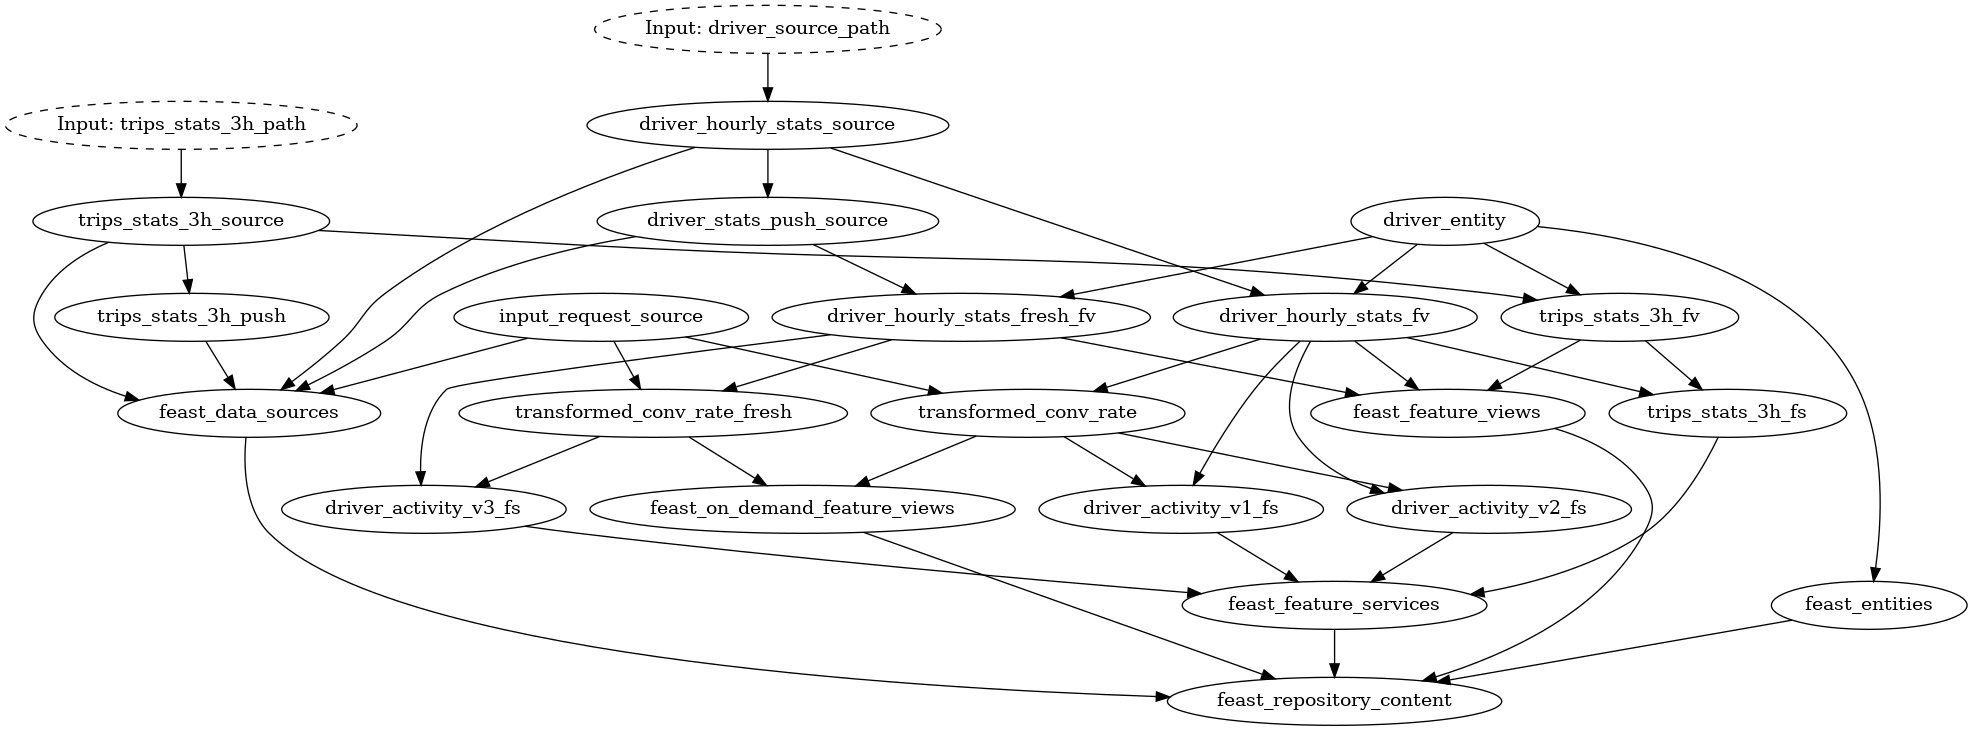 Input: driver_source_path
Input: trips_stats_3h_path
driver_hourly_stats_source
trips_stats_3h_source
driver_stats_push_source
driver_entity
trips_stats_3h_push
input_request_source
driver_hourly_stats_fresh_fv
driver_hourly_stats_fv
trips_stats_3h_fv
feast_data_sources
transformed_conv_rate_fresh
transformed_conv_rate
feast_feature_views
trips_stats_3h_fs
driver_activity_v3_fs
feast_on_demand_feature_views
driver_activity_v1_fs
driver_activity_v2_fs
feast_feature_services
feast_entities
feast_repository_content